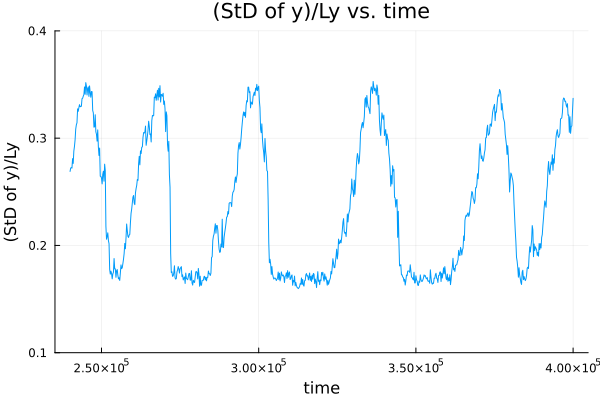 (StD of y)/Ly vs. time
(StD of y)/Ly
0.4
0.3
0.2
0.1
2.50×10⁵ 3.00×10⁵ 3.50×10⁵ 4.00×10⁵
time